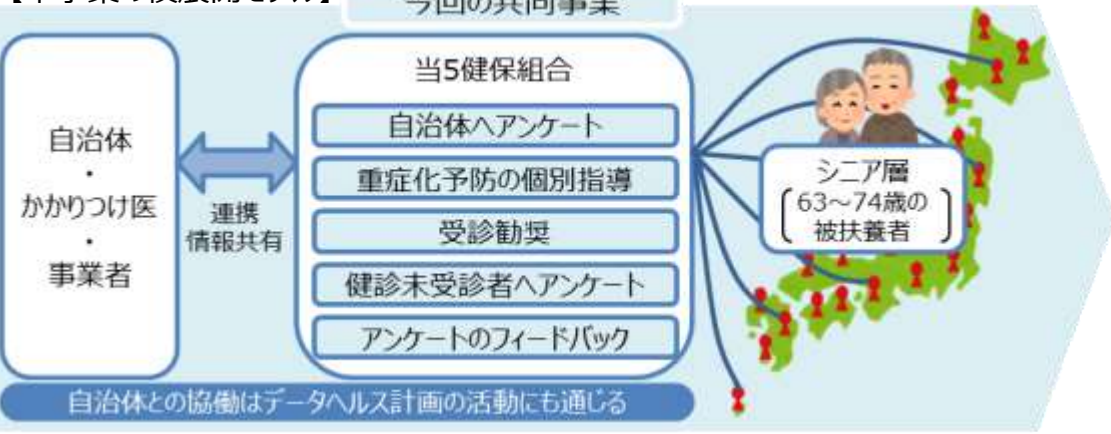 今回の共同事業
自治体
・
かかりつけ医
・
事業者
連携
情報共有
当5健保組合
自治体へアンケート
重症化予防の個別指導
受診勧奨
健診未受診者へアンケート
アンケートのフィードバック
シニア層
63～74歳の
被扶養者
自治体との協働はデータヘルス計画の活動にも通じる